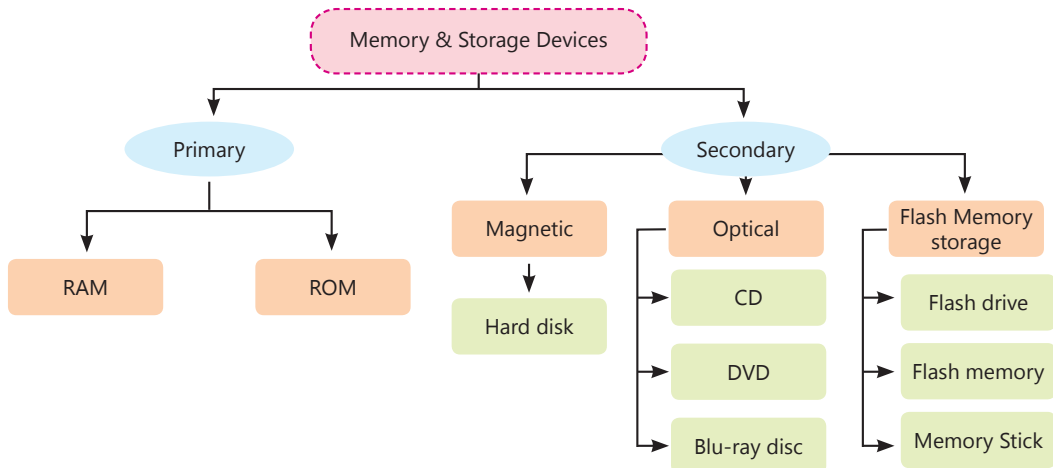 Memory & Storage Devices
Primary
Secondary
RAM
ROM
Magnetic
Hard disk
Optical
CD
DVD
Blu-ray disc
Flash Memory
storage
Flash drive
Flash memory
Memory Stick